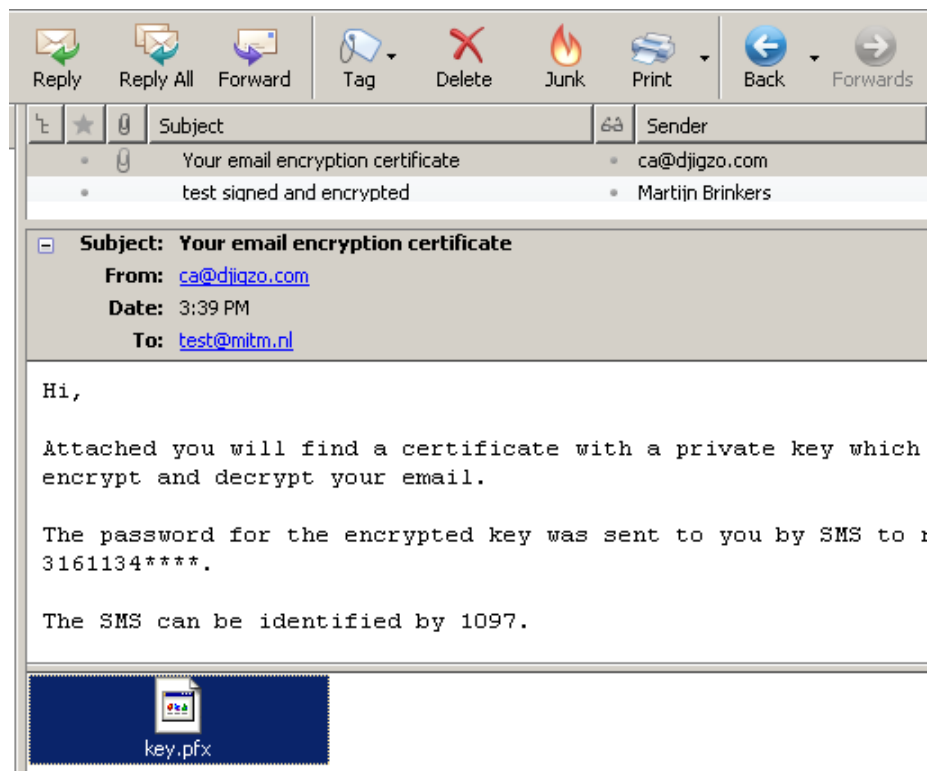 Reply Reply All Forward Tag Delete Junk Print Back Forwards
Subject Sender
Your email encryption certificate ca@djigzo.com
test signed and encrypted Martijn Brinkers
Subject: Your email encryption certificate
From: ca@djigzo.com
Date: 3:39 PM
To: test@mitm.nl
Hi,
Attached you will find a certificate with a private key which
encrypt and decrypt your email.
The password for the encrypted key was sent to you by SMS to
3161134****.
The SMS can be identified by 1097.
key.pfx